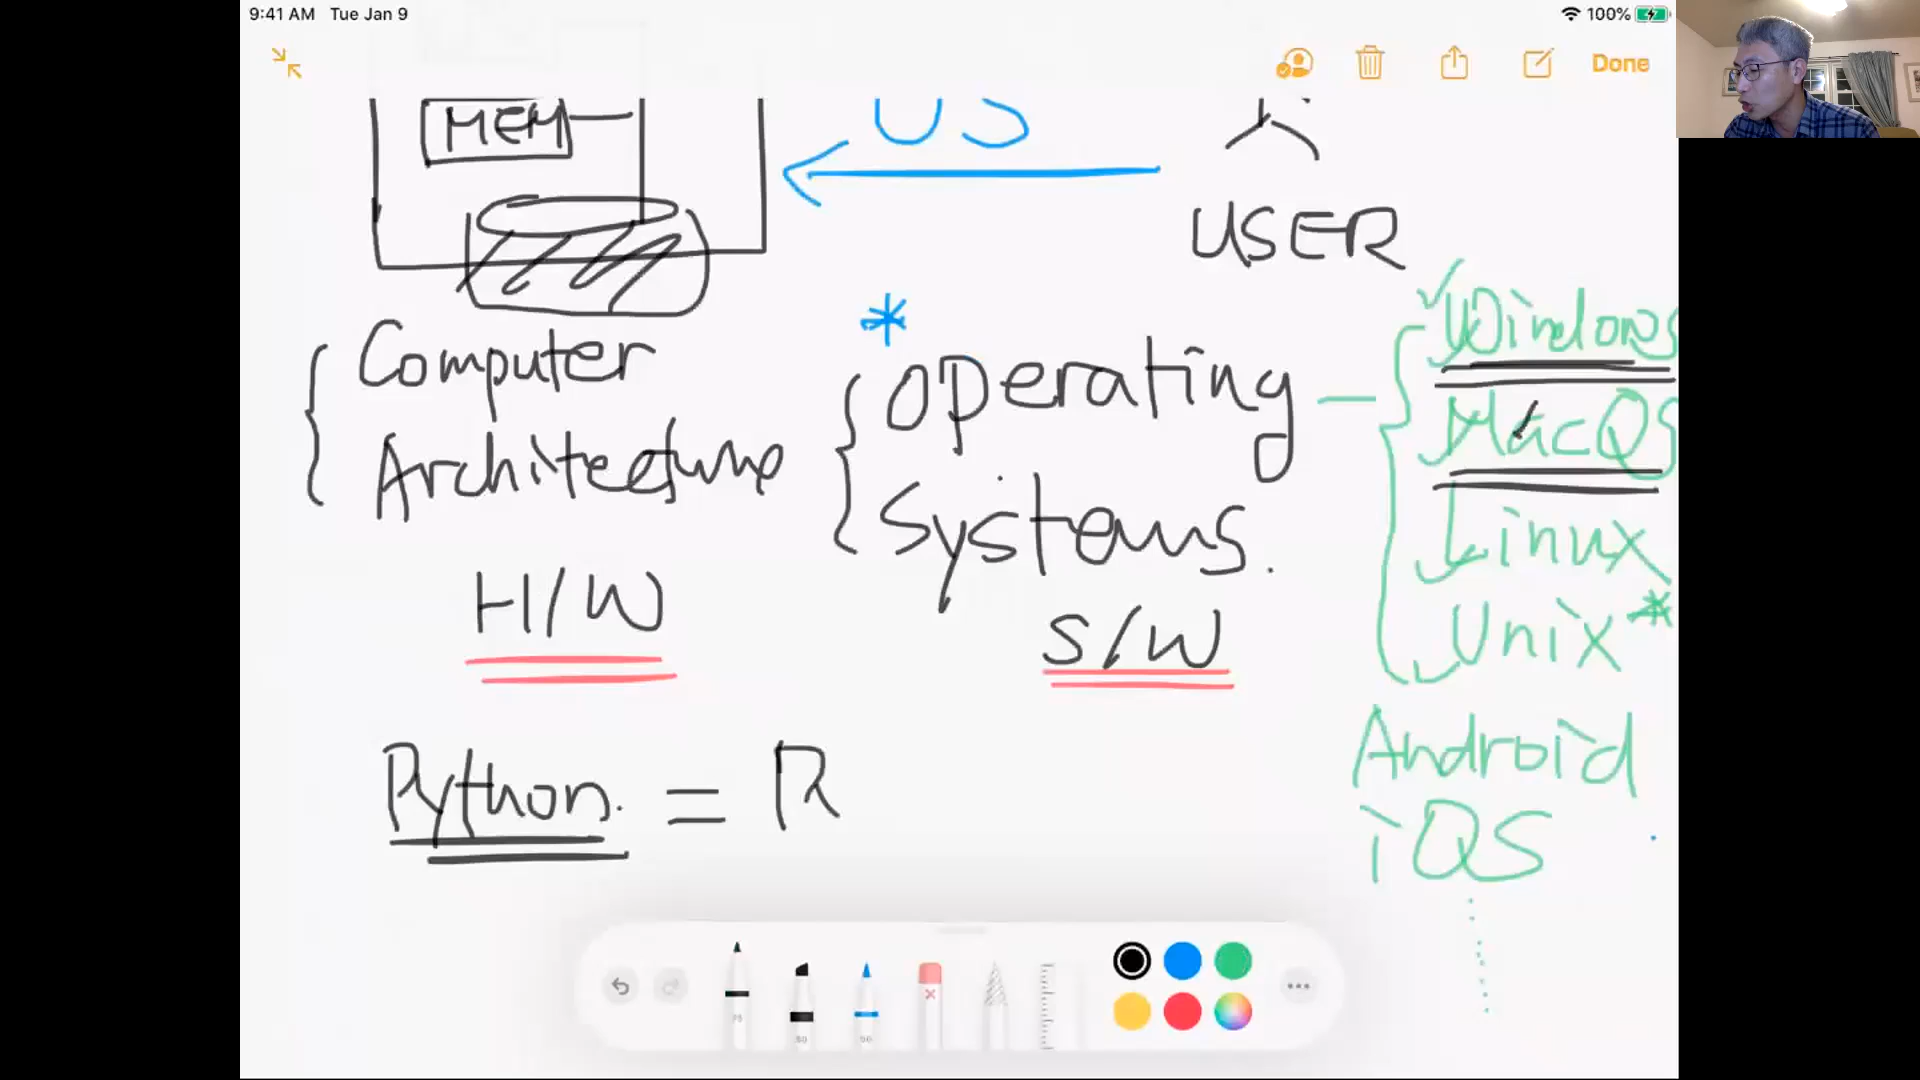 9:41 AM Tue Jan 9
100%
Done
MEM
OS
USER
Computer
Architecture
H/W
*
Operating
Systems.
S/W
Windows
MacOS
Linux
Unix *
Android
iOS
Python. = R